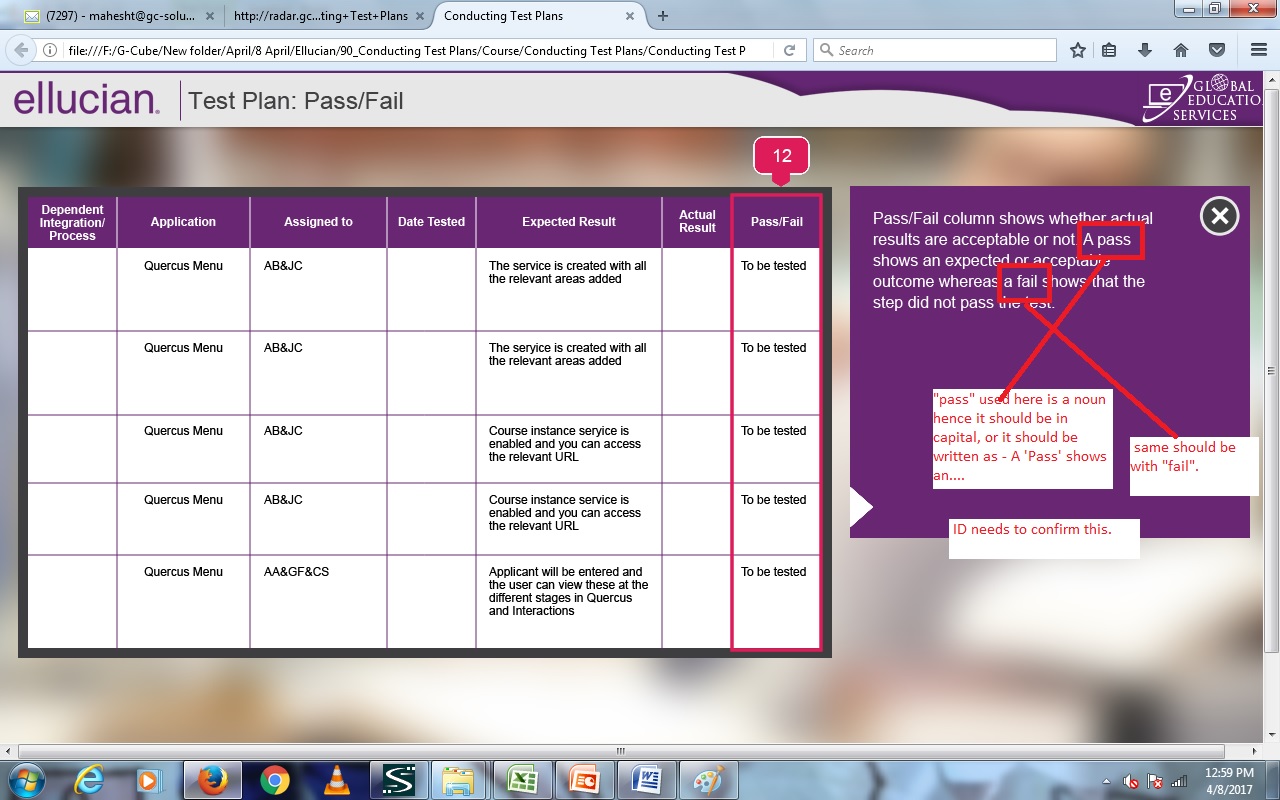 (7297) - mahesht@gc-solu...
http://radar.gc...ting+Test+Plans
Conducting Test Plans
file:///F:/G-Cube/New folder/April/8 April/Ellucian/90_Conducting Test Plans/Course/Conducting Test Plans/Conducting Test P
Search
ellucian.
Test Plan: Pass/Fail
GLOBAL
EDUCATIO
SERVICES
12
Dependent
Integration/
Process
Application
Assigned to
Date Tested
Expected Result
Actual
Result
Pass/Fail
Quercus Menu
AB&JC
The service is created with all
the relevant areas added
To be tested
Quercus Menu
AB&JC
The service is created with all
the relevant areas added
To be tested
Quercus Menu
AB&JC
Course instance service is
enabled and you can access
the relevant URL
To be tested
Quercus Menu
AB&JC
Course instance service is
enabled and you can access
the relevant URL
To be tested
Quercus Menu
AA&GF&CS
Applicant will be entered and
the user can view these at the
different stages in Quercus
and Interactions
To be tested
Pass/Fail column shows whether actual
results are acceptable or not. A pass
shows an expected or acceptable
outcome whereas a fail shows that the
step did not pass the test.
"pass" used here is a noun
hence it should be in
capital, or it should be
written as - A 'Pass' shows
an....
same should be
with "fail".
ID needs to confirm this.
12:59 PM
4/8/2017